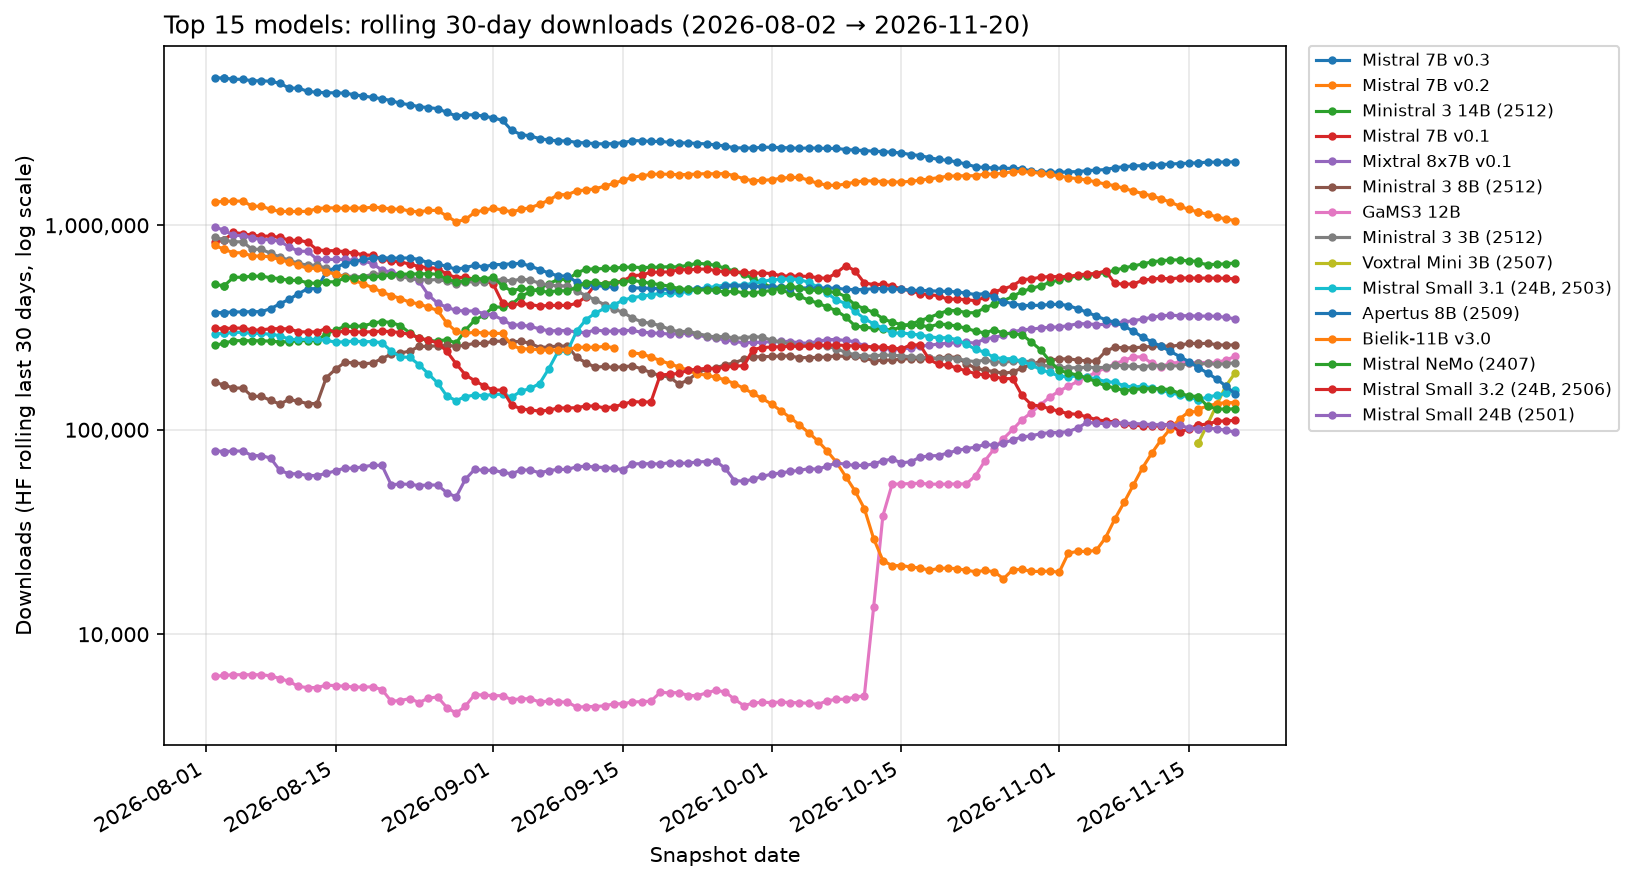 Top 15 models: rolling 30-day downloads (2026-08-02 → 2026-11-20)
Downloads (HF rolling last 30 days, log scale)
1,000,000
100,000
10,000
2026-08-01
2026-08-15
2026-09-01
2026-09-15
2026-10-01
2026-10-15
2026-11-01
2026-11-15
Snapshot date
Mistral 7B v0.3
Mistral 7B v0.2
Ministral 3 14B (2512)
Mistral 7B v0.1
Mixtral 8x7B v0.1
Ministral 3 8B (2512)
GaMS3 12B
Ministral 3 3B (2512)
Voxtral Mini 3B (2507)
Mistral Small 3.1 (24B, 2503)
Apertus 8B (2509)
Bielik-11B v3.0
Mistral NeMo (2407)
Mistral Small 3.2 (24B, 2506)
Mistral Small 24B (2501)